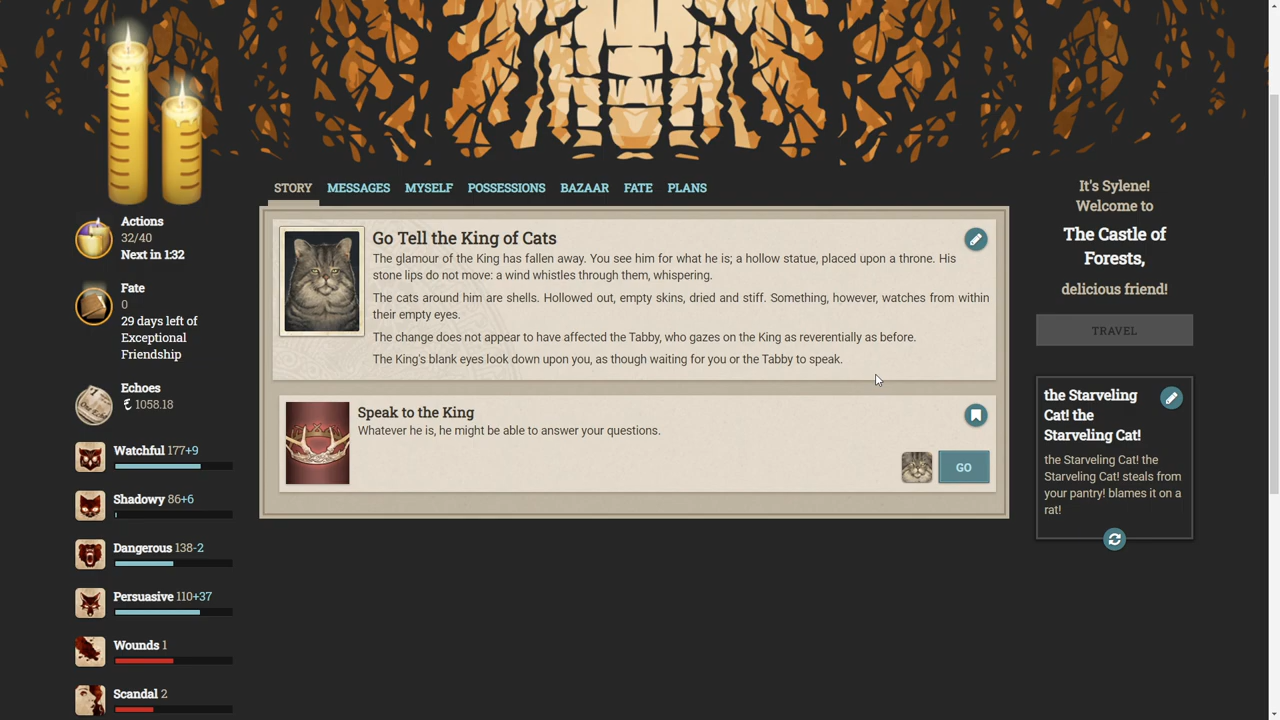 STORY MESSAGES MYSELF POSSESSIONS BAZAAR FATE PLANS
Actions
32/40
Next in 1:32
Fate
0
29 days left of
Exceptional
Friendship
Echoes
1058.18
Watchful 177+9
Shadowy 86+6
Dangerous 138-2
Persuasive 110+37
Wounds 1
Scandal 2
Go Tell the King of Cats
The glamour of the King has fallen away. You see him for what he is; a hollow statue, placed upon a throne. His
stone lips do not move: a wind whistles through them, whispering.
The cats around him are shells. Hollowed out, empty skins, dried and stiff. Something, however, watches from within
their empty eyes.
The change does not appear to have affected the Tabby, who gazes on the King as reverentially as before.
The King's blank eyes look down upon you, as though waiting for you or the Tabby to speak.
Speak to the King
Whatever he is, he might be able to answer your questions.
GO
It's Sylene!
Welcome to
The Castle of
Forests,
delicious friend!
TRAVEL
the Starveling
Cat! the
Starveling Cat!
the Starveling Cat! the
Starveling Cat! steals from
your pantry! blames it on a
rat!